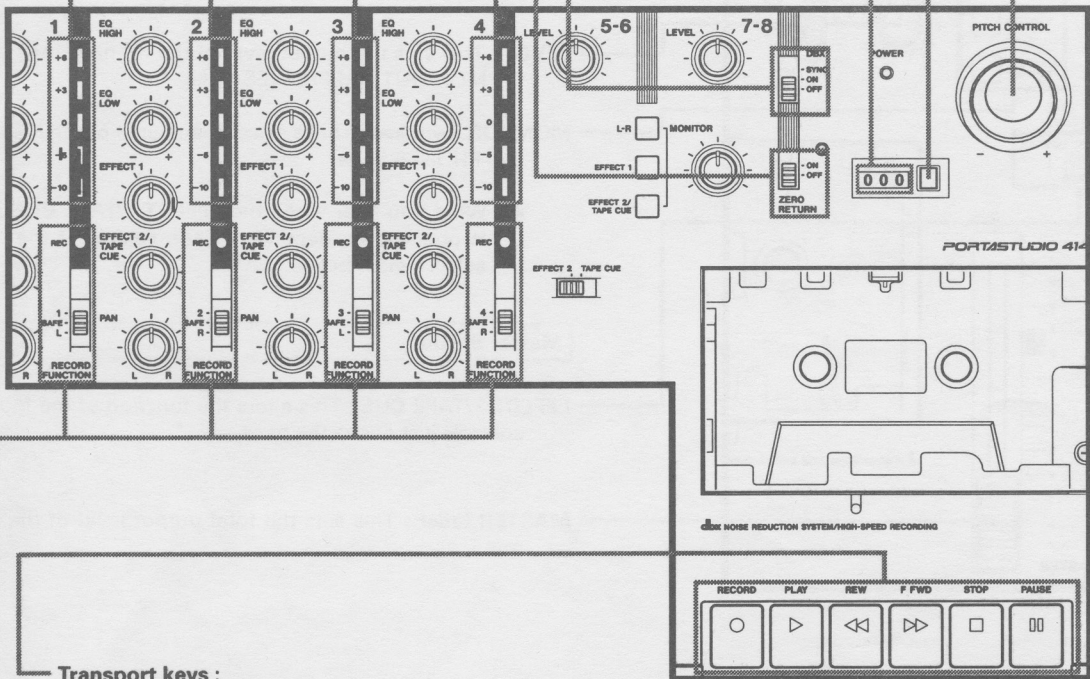 1
2
3
4
5-6
7-8
EQ HIGH
EQ HIGH
EQ HIGH
EQ HIGH
LEVEL
LEVEL
PITCH CONTROL
+6
+3
0
-5
-10
+6
+3
0
-5
-10
+6
+3
0
-5
-10
+6
+3
0
-5
-10
- +
- +
- +
EQ LOW
EQ LOW
EQ LOW
- +
- +
- +
EFFECT 1
EFFECT 1
EFFECT 1
EFFECT 2/
TAPE
CUE
EFFECT 2/
TAPE
CUE
EFFECT 2/
TAPE
CUE
PAN
PAN
PAN
L R
L R
L R
R
REC
REC
REC
REC
1 -
SAFE -
L -
2 -
SAFE -
R -
3 -
SAFE -
L -
4 -
SAFE -
R -
RECORD
FUNCTION
RECORD
FUNCTION
RECORD
FUNCTION
RECORD
FUNCTION
L-R
MONITOR
EFFECT 1
EFFECT 2/
TAPE CUE
DBX
- SYNC
- ON
- OFF
- ON
- OFF
ZERO
RETURN
POWER
0 0 0
- +
EFFECT 2 TAPE CUE
PORTASTUDIO 414
dbx NOISE REDUCTION SYSTEM/HIGH-SPEED RECORDING
RECORD PLAY REW F FWD STOP PAUSE
Transport keys :